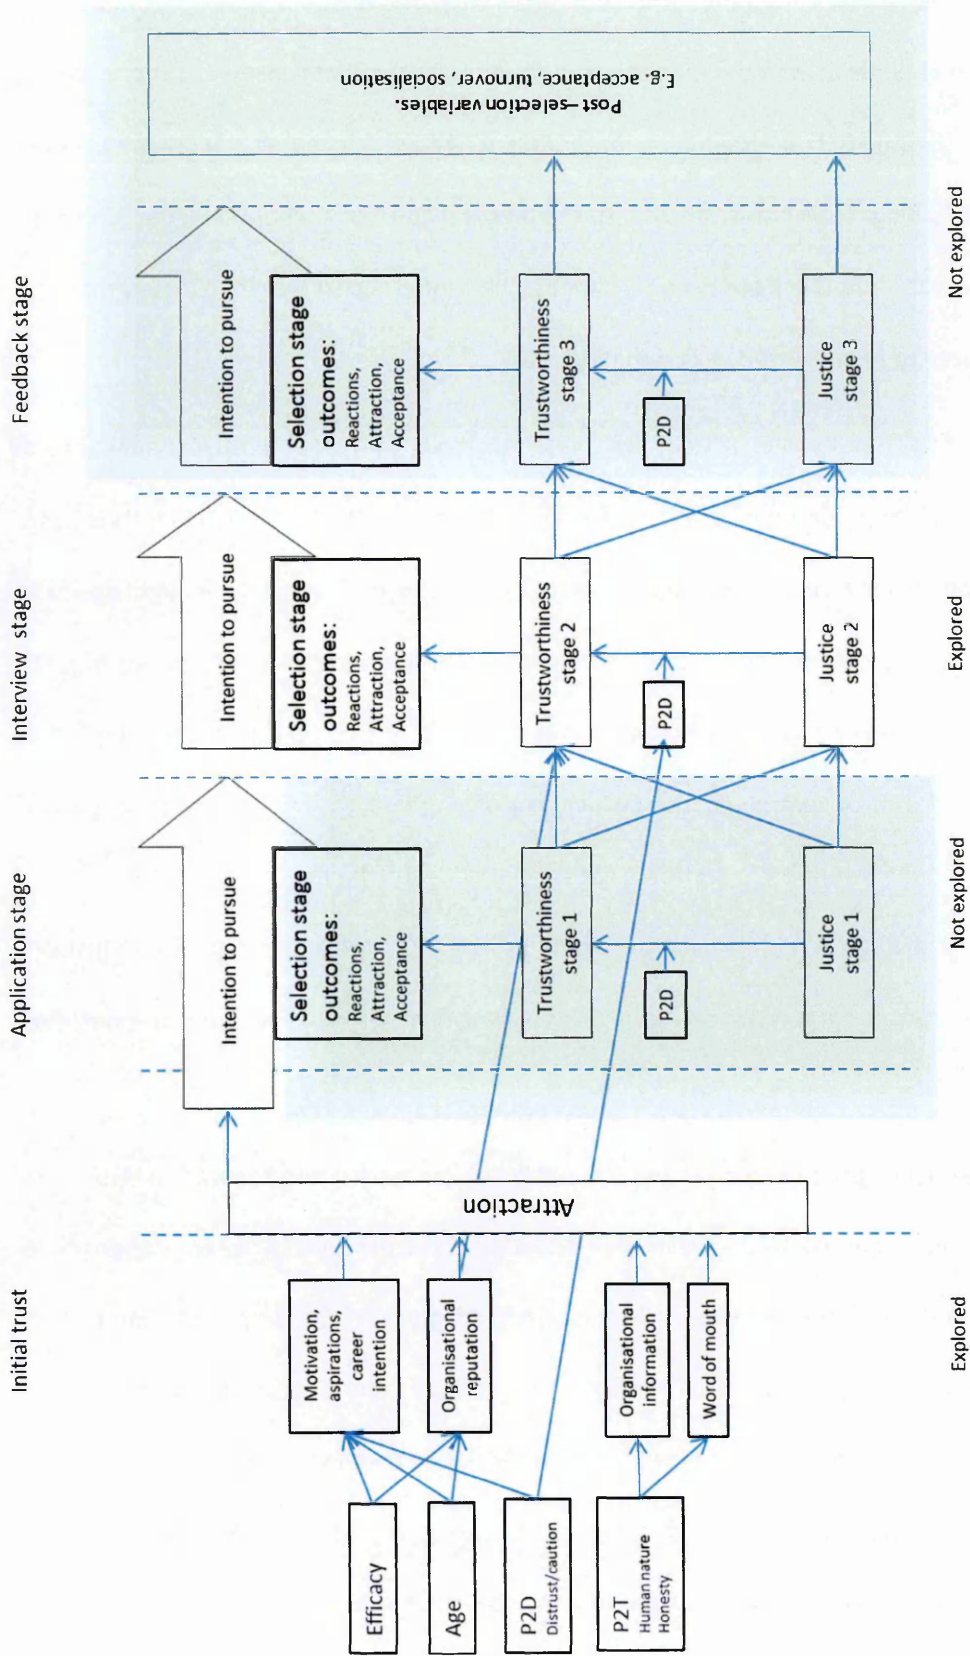 Initial trust
Application stage
Interview stage
Feedback stage
Efficacy
Age
P2D
Distrust/caution
P2T
Human nature
Honesty
Motivation,
aspirations,
career
intention
Organisational
reputation
Organisational
information
Word of mouth
Attraction
Intention to pursue
Selection stage
outcomes:
Reactions,
Attraction,
Acceptance
Trustworthiness
stage 1
P2D
Justice
stage 1
Intention to pursue
Selection stage
outcomes:
Reactions,
Attraction,
Acceptance
Trustworthiness
stage 2
P2D
Justice
stage 2
Intention to pursue
Selection stage
outcomes:
Reactions,
Attraction,
Acceptance
Trustworthiness
stage 3
P2D
Justice
stage 3
Post–selection variables.
E.g. acceptance, turnover, socialisation
Explored
Not explored
Explored
Not explored